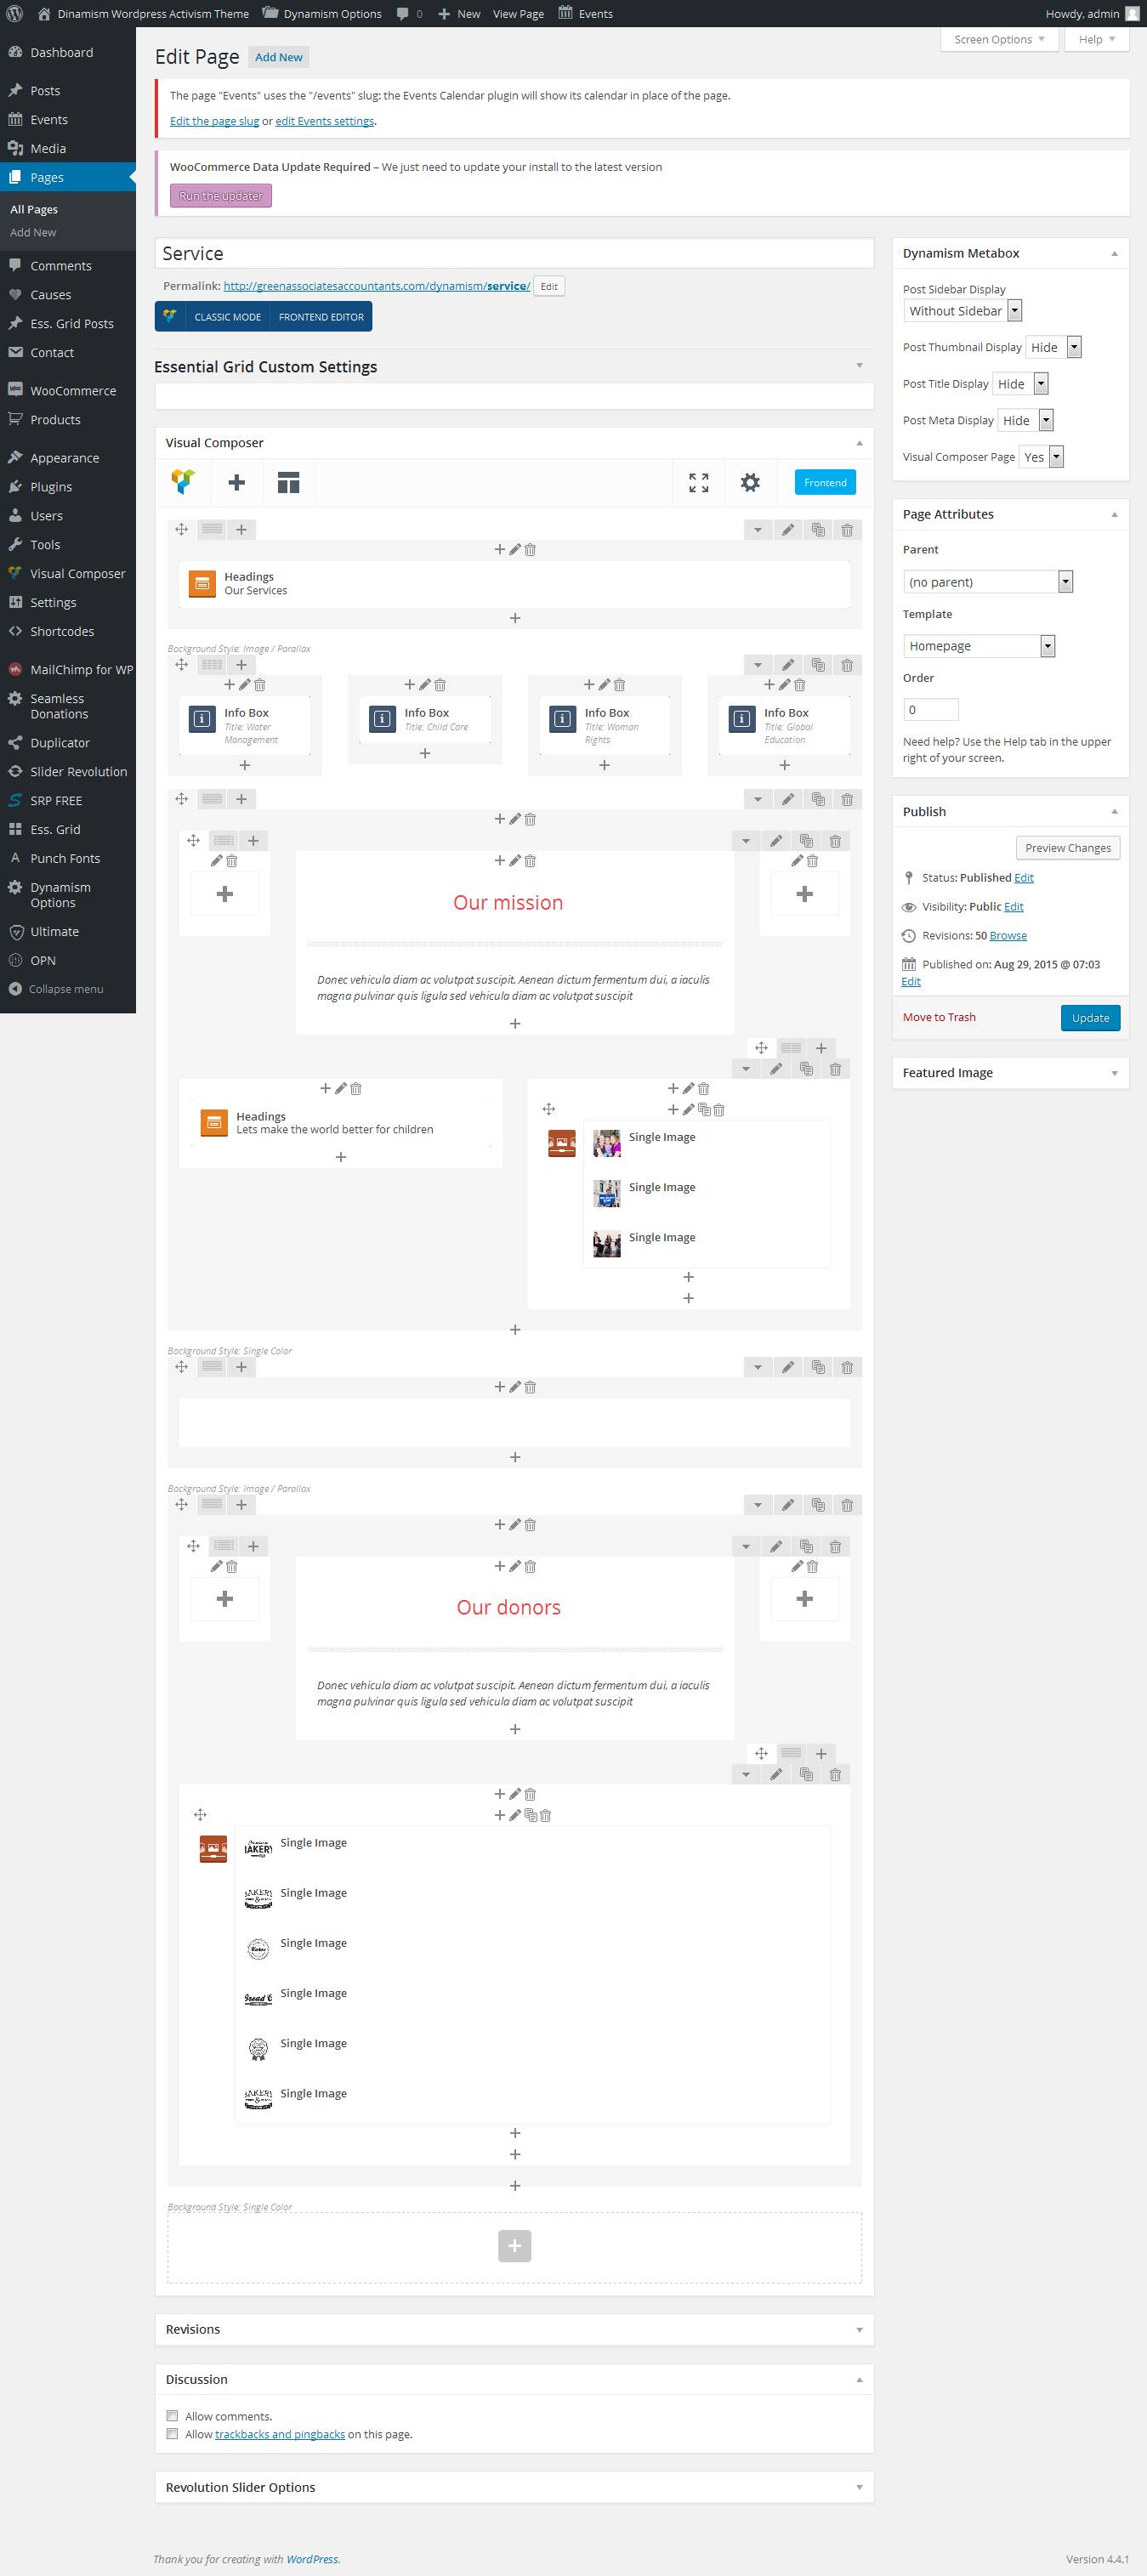 Dinamism Wordpress Activism Theme Dynamism Options 0 New View Page Events Howdy, admin
Screen Options Help
Dashboard
Posts
Events
Media
Pages
All Pages
Add New
Comments
Causes
Ess. Grid Posts
Contact
WooCommerce
Products
Appearance
Plugins
Users
Tools
Visual Composer
Settings
Shortcodes
MailChimp for WP
Seamless
Donations
Duplicator
Slider Revolution
SRP FREE
Ess. Grid
Punch Fonts
Dynamism
Options
Ultimate
OPN
Collapse menu
Edit Page Add New
The page "Events" uses the "/events" slug: the Events Calendar plugin will show its calendar in place of the page.
Edit the page slug or edit Events settings.
WooCommerce Data Update Required – We just need to update your install to the latest version
Run the updater
Service
Permalink: http://greenassociatesaccountants.com/dynamism/service/ Edit
CLASSIC MODE FRONTEND EDITOR
Essential Grid Custom Settings
Visual Composer
Frontend
Headings
Our Services
Background Style: Image / Parallax
Info Box
Title: Water
Management
Info Box
Title: Child Care
Info Box
Title: Woman
Rights
Info Box
Title: Global
Education
Our mission
Donec vehicula diam ac volutpat suscipit. Aenean dictum fermentum dui, a iaculis
magna pulvinar quis ligula sed vehicula diam ac volutpat suscipit
Headings
Lets make the world better for children
Single Image
Single Image
Single Image
Background Style: Single Color
Background Style: Image / Parallax
Our donors
Donec vehicula diam ac volutpat suscipit. Aenean dictum fermentum dui, a iaculis
magna pulvinar quis ligula sed vehicula diam ac volutpat suscipit
BAKERY Single Image
Single Image
Single Image
Single Image
Single Image
Single Image
Background Style: Single Color
Revisions
Discussion
Allow comments.
Allow trackbacks and pingbacks on this page.
Revolution Slider Options
Dynamism Metabox
Post Sidebar Display
Without Sidebar
Post Thumbnail Display Hide
Post Title Display Hide
Post Meta Display Hide
Visual Composer Page Yes
Page Attributes
Parent
(no parent)
Template
Homepage
Order
0
Need help? Use the Help tab in the upper
right of your screen.
Publish
Preview Changes
Status: Published Edit
Visibility: Public Edit
Revisions: 50 Browse
Published on: Aug 29, 2015 @ 07:03
Edit
Move to Trash Update
Featured Image
Thank you for creating with WordPress. Version 4.4.1